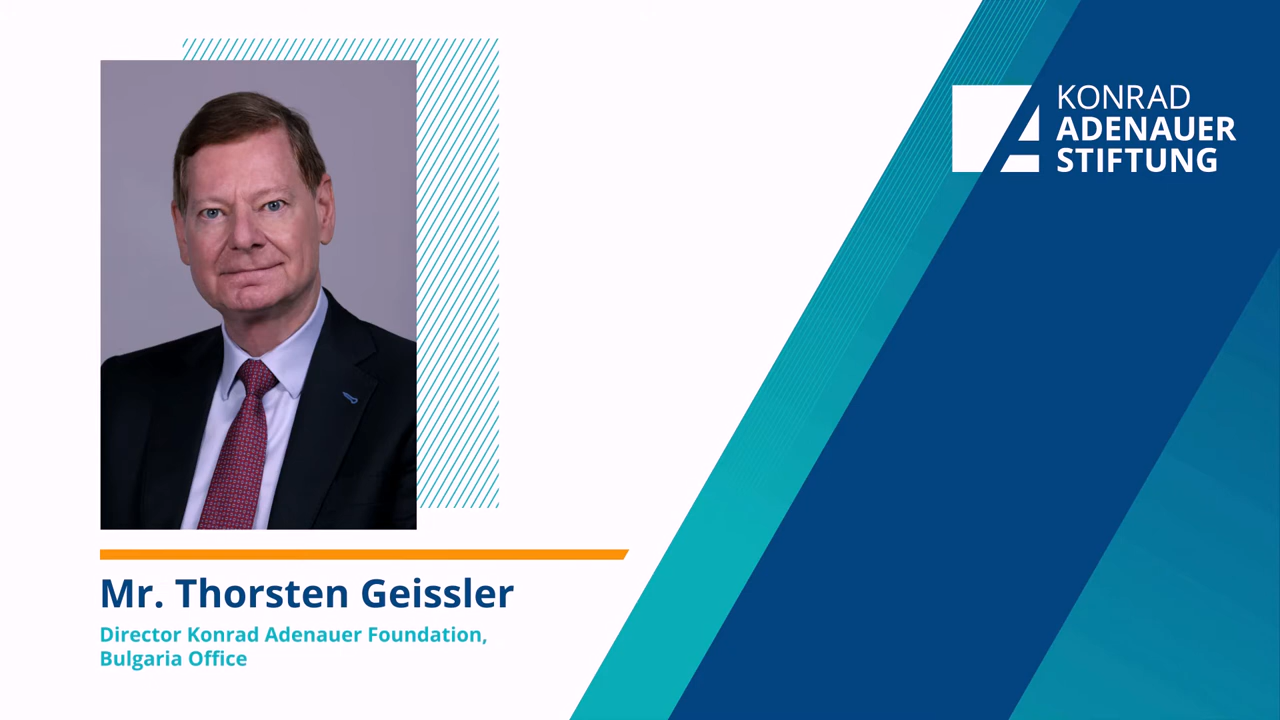 KONRAD
ADENAUER
STIFTUNG
Mr. Thorsten Geissler
Director Konrad Adenauer Foundation,
Bulgaria Office